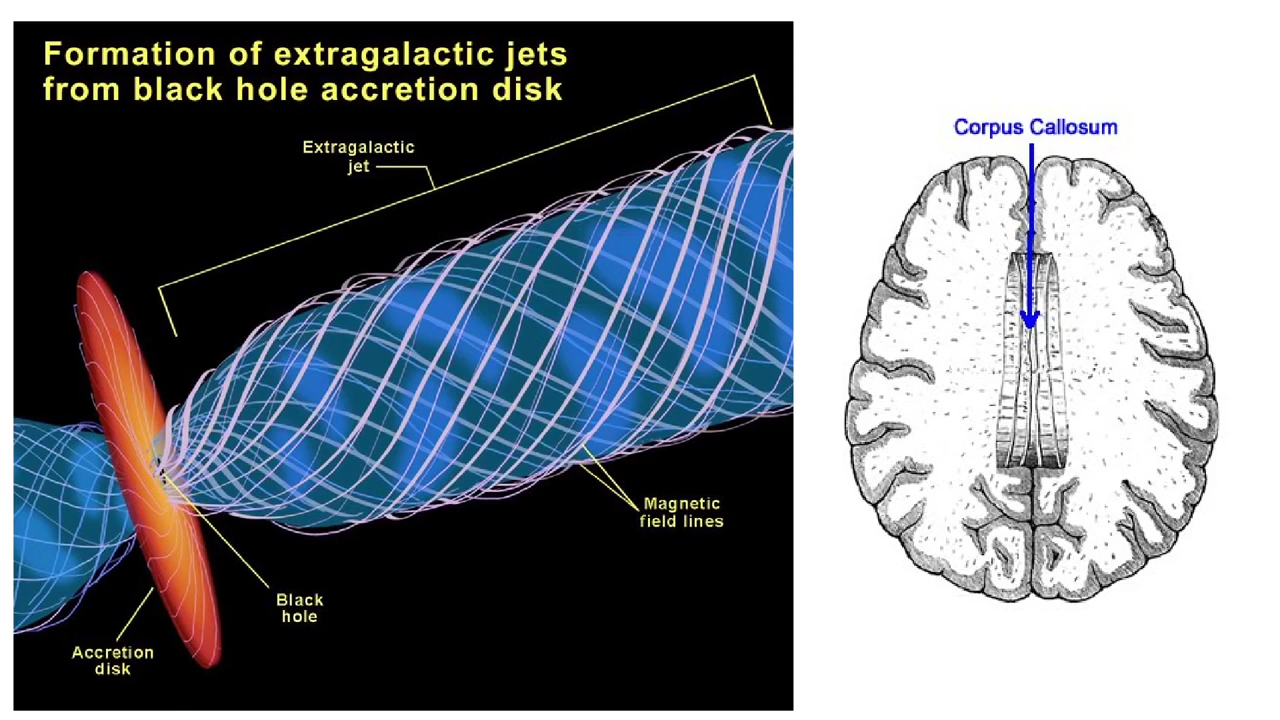 Formation of extragalactic jets
from black hole accretion disk
Extragalactic
jet
Magnetic
field lines
Black
hole
Accretion
disk
Corpus Callosum